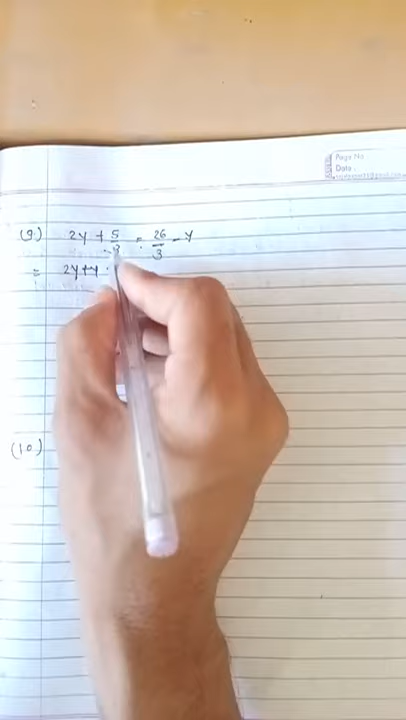 Page No
Date :
(9.) 2y + 5/3 = 26/3 - y
= 2y+y
(10)